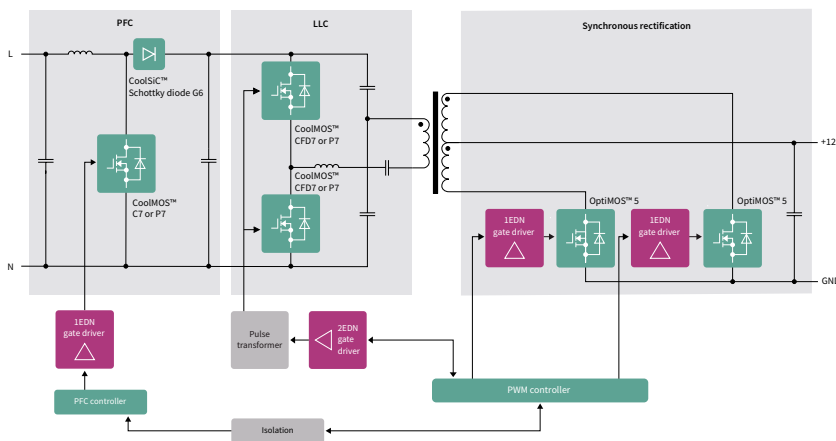 PFC
LLC
Synchronous rectification
L
CoolSiC™
Schottky diode G6
CoolMOS™
C7 or P7
N
CoolMOS™
CFD7 or P7
CoolMOS™
CFD7 or P7
+12
OptiMOS™ 5
OptiMOS™ 5
1EDN
gate driver
1EDN
gate driver
GND
1EDN
gate driver
Pulse
transformer
2EDN
gate
driver
PFC controller
PWM controller
Isolation